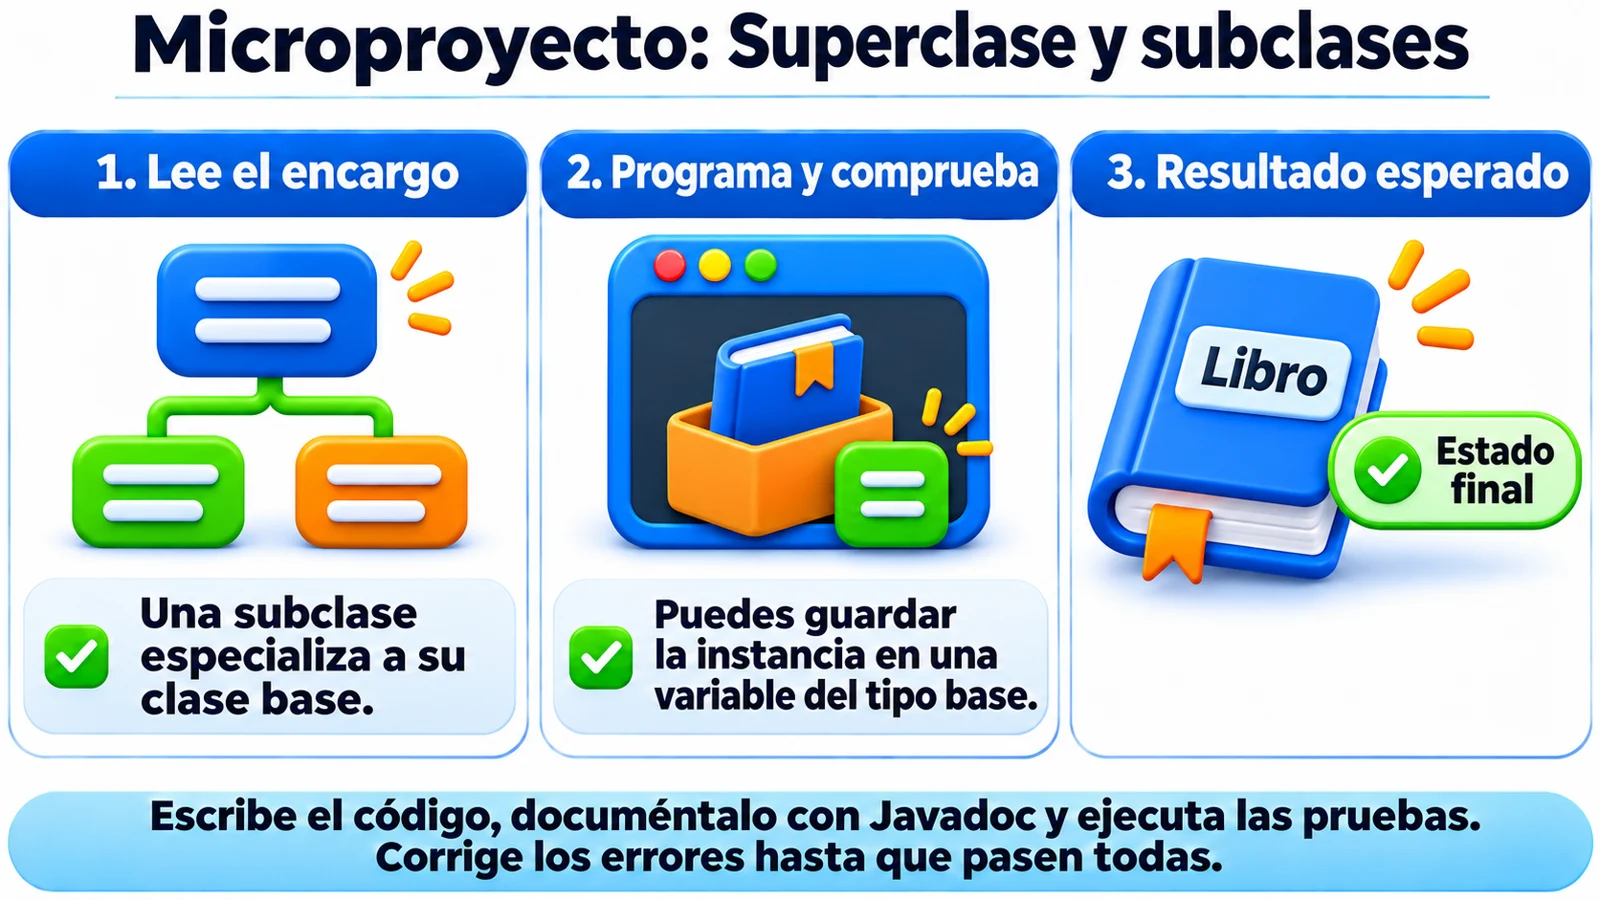 Microproyecto: Superclase y subclases
1. Lee el encargo
Una subclase
especializa a su
clase base.
2. Programa y comprueba
Puedes guardar
la instancia en una
variable del tipo base.
3. Resultado esperado
Libro
Estado
final
Escribe el código, documéntalo con Javadoc y ejecuta las pruebas.
Corrige los errores hasta que pasen todas.